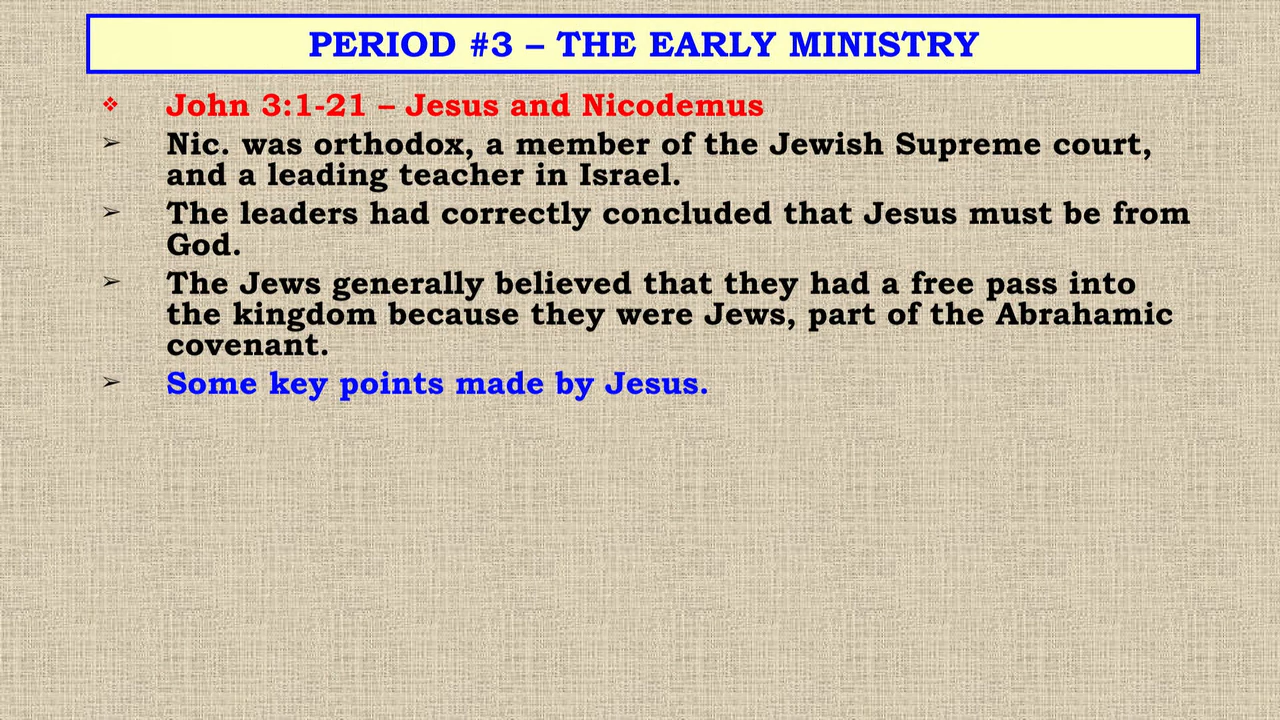 PERIOD #3 – THE EARLY MINISTRY
❖ John 3:1-21 – Jesus and Nicodemus
➢ Nic. was orthodox, a member of the Jewish Supreme court,
and a leading teacher in Israel.
➢ The leaders had correctly concluded that Jesus must be from
God.
➢ The Jews generally believed that they had a free pass into
the kingdom because they were Jews, part of the Abrahamic
covenant.
➢ Some key points made by Jesus.